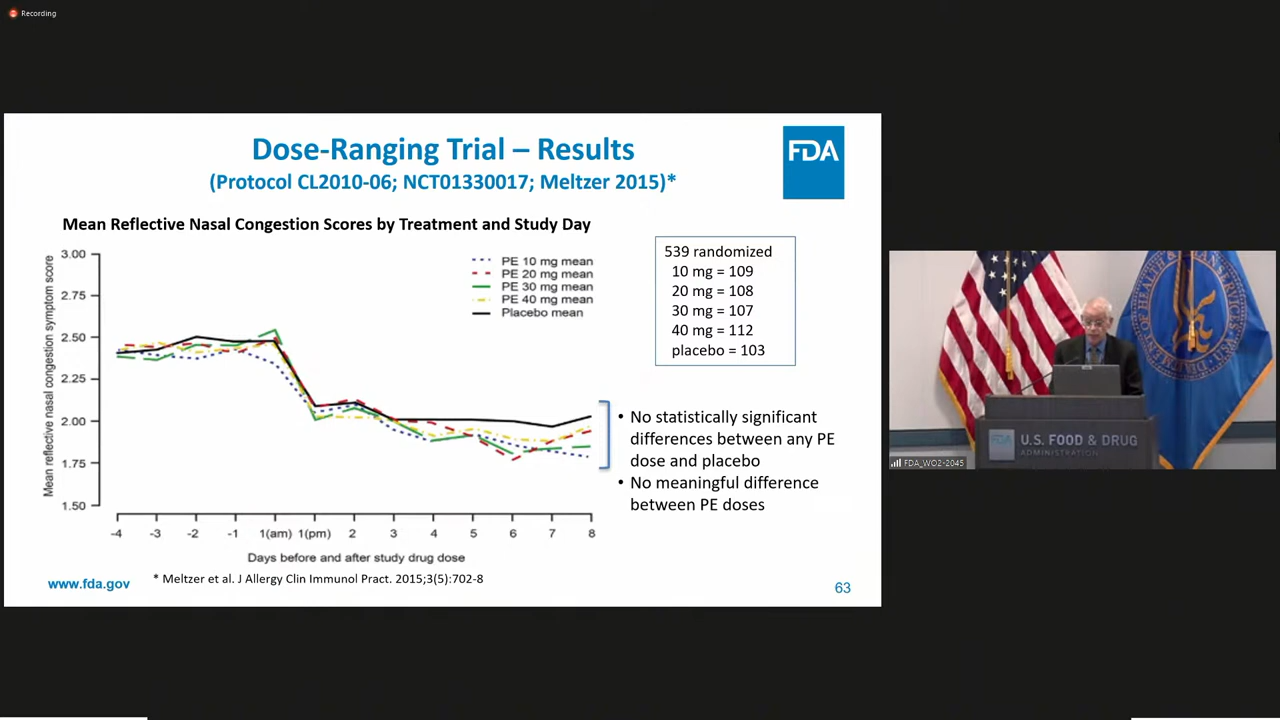 Recording
Dose-Ranging Trial – Results
(Protocol CL2010-06; NCT01330017; Meltzer 2015)*
FDA
Mean Reflective Nasal Congestion Scores by Treatment and Study Day
Mean reflective nasal congestion symptom score
3.00
2.75
2.50
2.25
2.00
1.75
1.50
PE 10 mg mean
PE 20 mg mean
PE 30 mg mean
PE 40 mg mean
Placebo mean
-4 -3 -2 -1 1(am) 1(pm) 2 3 4 5 6 7 8
Days before and after study drug dose
539 randomized
10 mg = 109
20 mg = 108
30 mg = 107
40 mg = 112
placebo = 103
• No statistically significant
differences between any PE
dose and placebo
• No meaningful difference
between PE doses
www.fda.gov
* Meltzer et al. J Allergy Clin Immunol Pract. 2015;3(5):702-8
63
FDA
U.S. FOOD & DRUG
ADMINISTRATION
FDA_WO2-2045